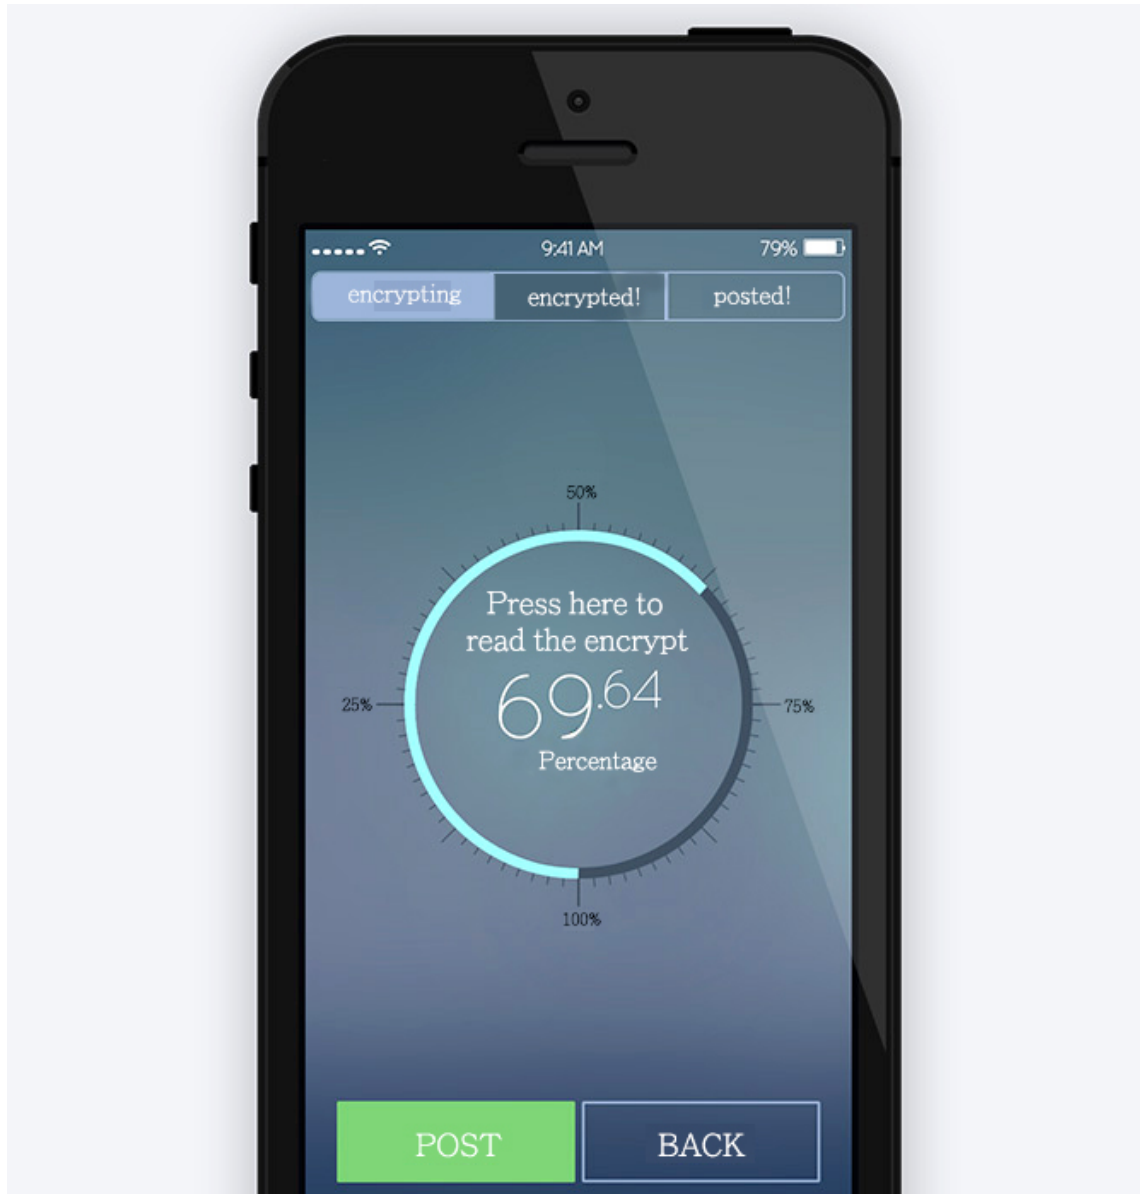 9:41 AM 79%
encrypting encrypted! posted!
50%
Press here to
read the encrypt
69.64
25% 75%
Percentage
100%
POST BACK